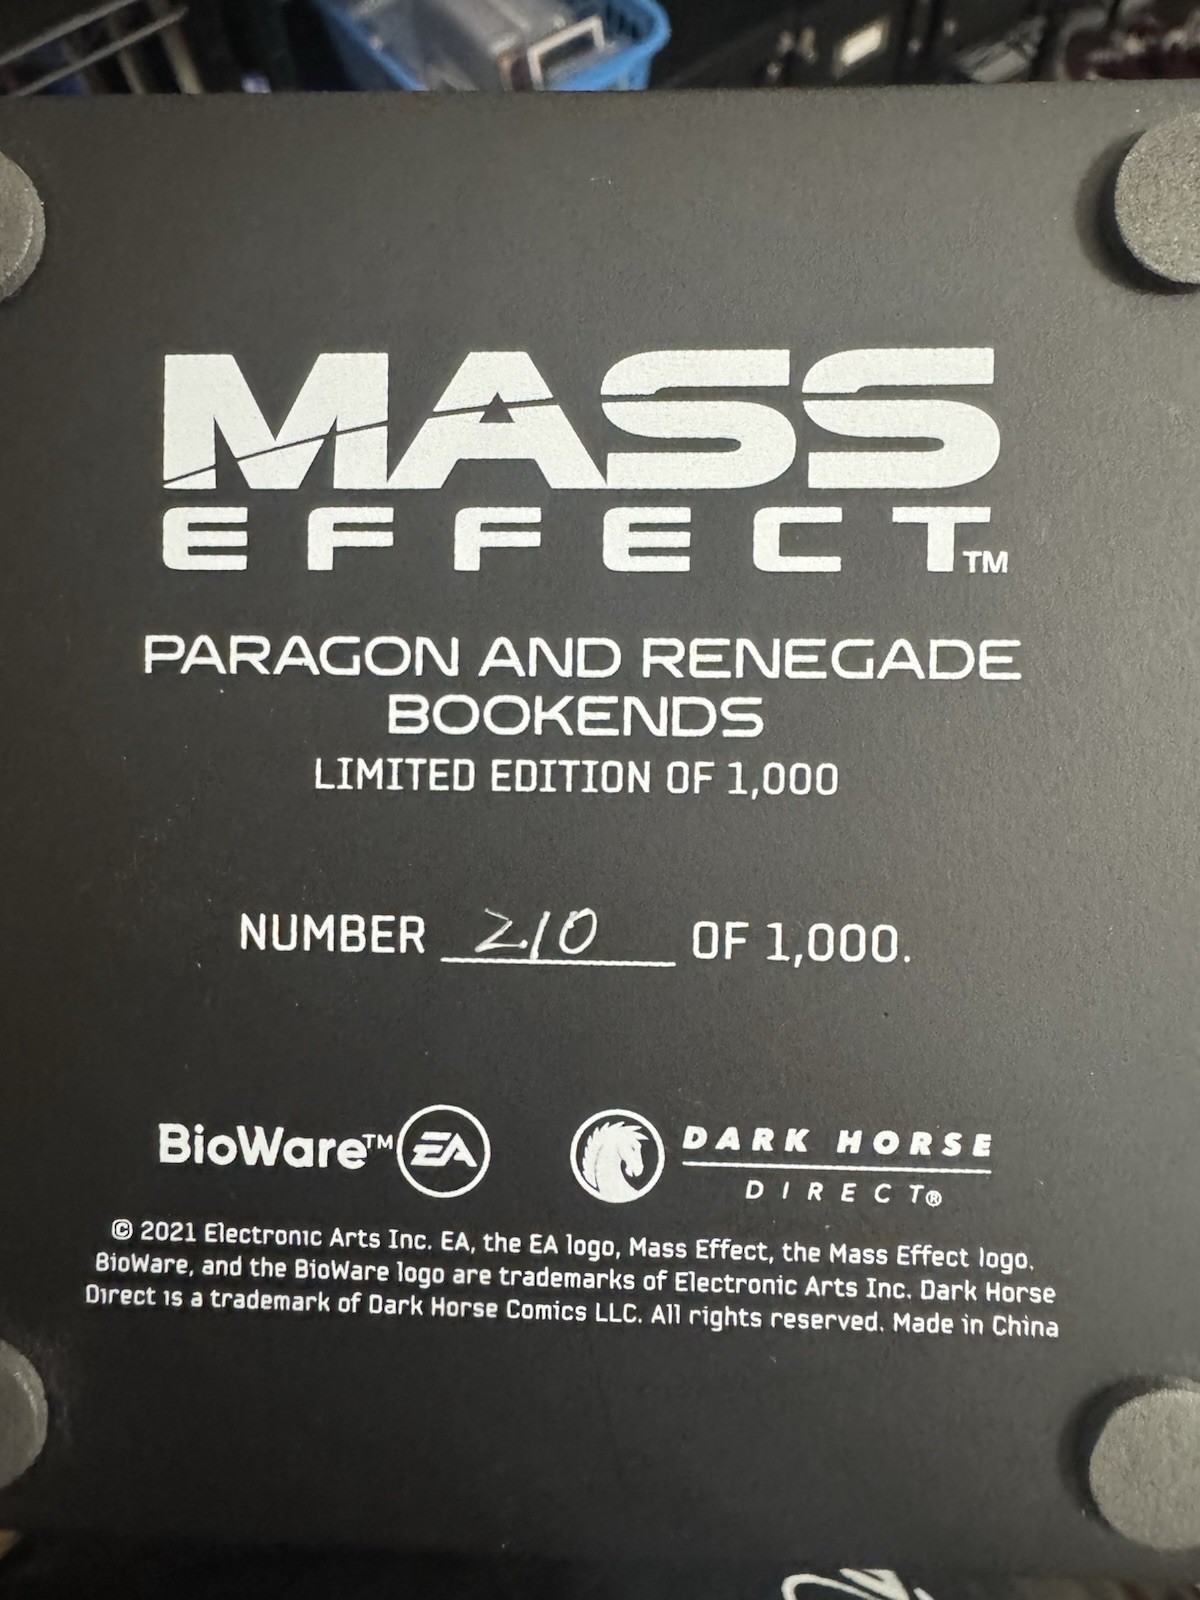 MASS
EFFECT™
PARAGON AND RENEGADE
BOOKENDS
LIMITED EDITION OF 1,000
NUMBER 210 OF 1,000.
BioWare™ EA DARK HORSE
DIRECT®
© 2021 Electronic Arts Inc. EA, the EA logo, Mass Effect, the Mass Effect logo,
BioWare, and the BioWare logo are trademarks of Electronic Arts Inc. Dark Horse
Direct is a trademark of Dark Horse Comics LLC. All rights reserved. Made in China